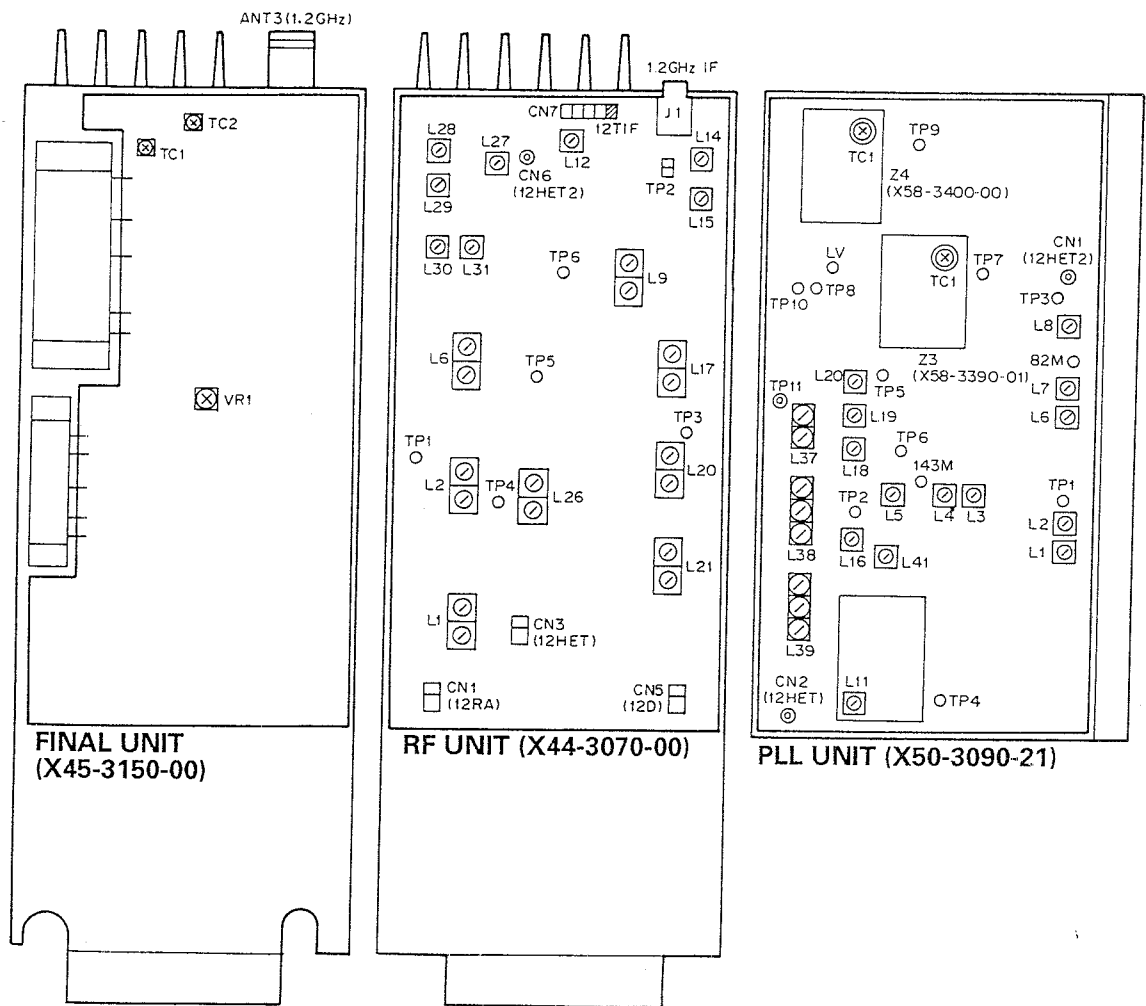 ANT3(1.2GHz)
TC2
TC1
VR1
FINAL UNIT
(X45-3150-00)
1.2GHz IF
CN7
J1
12TIF
L28
L27
L12
L14
CN6
(12HET2)
TP2
L29
L15
L30
L31
TP6
L9
L6
TP5
L17
TP1
TP3
L2
TP4
L26
L20
L21
L1
CN3
(12HET)
CN1
(12RA)
CN5
(12D)
RF UNIT (X44-3070-00)
TC1
TP9
Z4
(X58-3400-00)
LV
TP10
TP8
TC1
TP7
CN1
(12HET2)
TP3
L8
Z3
(X58-3390-01)
82M
L20
TP5
L7
TP11
L19
L6
L37
L18
TP6
143M
TP2
L5
L4
L3
TP1
L2
L38
L16
L41
L1
L39
CN2
(12HET)
L11
TP4
PLL UNIT (X50-3090-21)